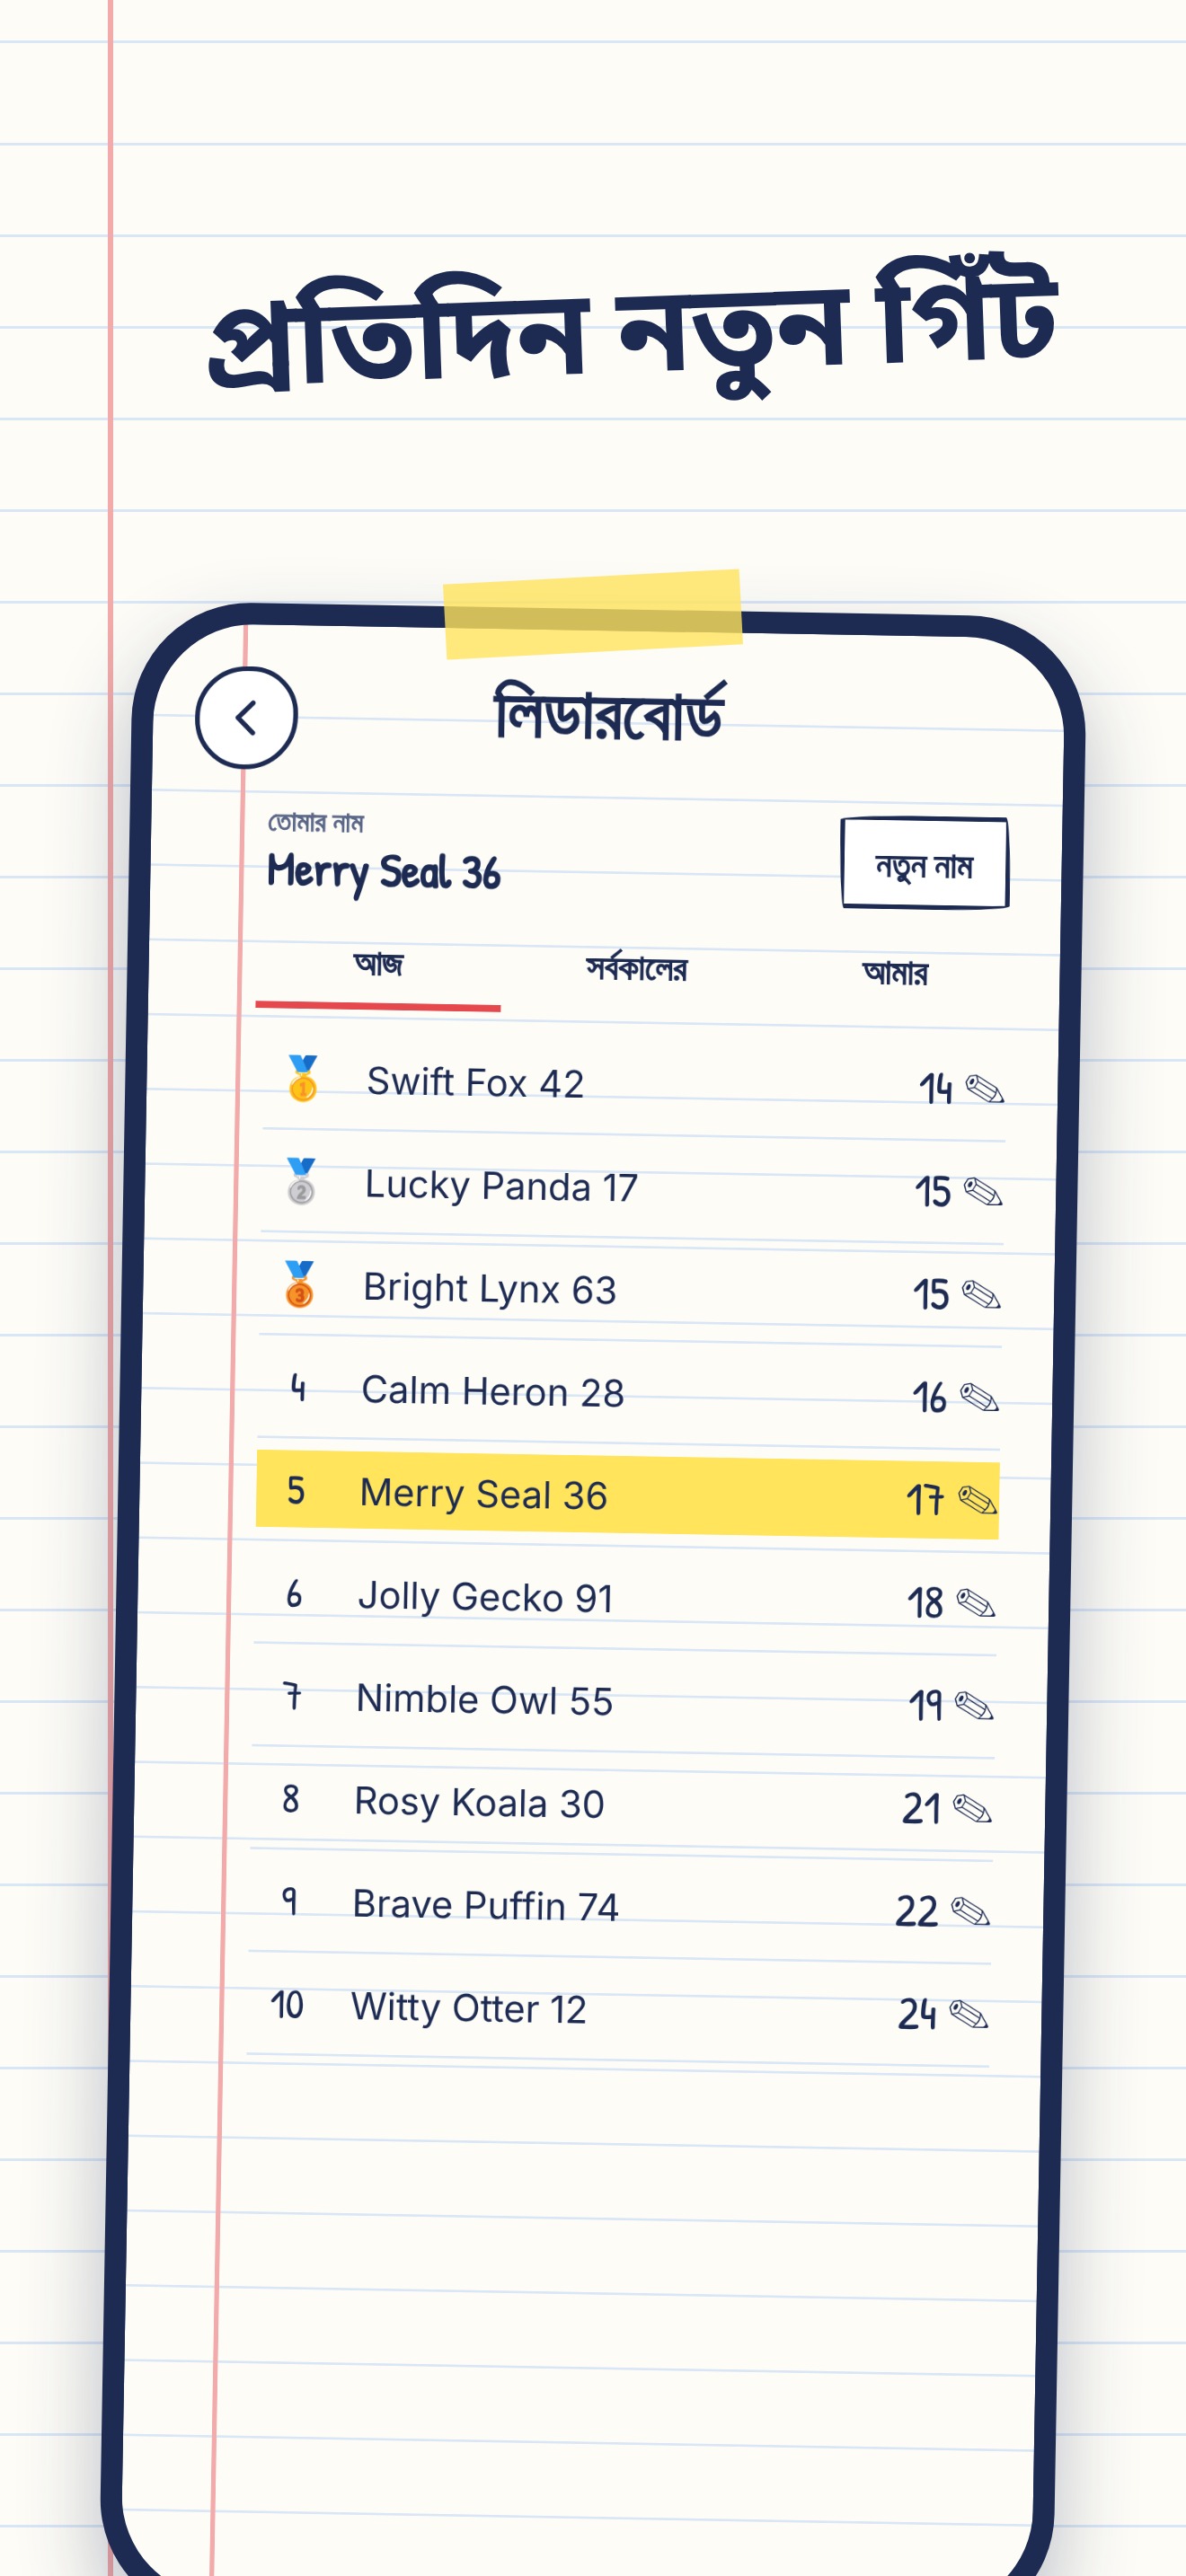 প্রতিদিন নতুন গিঁট
লিডারবোর্ড
তোমার নাম
Merry Seal 36
নতুন নাম
আজ সর্বকালের আমার
1 Swift Fox 42 14
2 Lucky Panda 17 15
3 Bright Lynx 63 15
4 Calm Heron 28 16
5 Merry Seal 36 17
6 Jolly Gecko 91 18
7 Nimble Owl 55 19
8 Rosy Koala 30 21
9 Brave Puffin 74 22
10 Witty Otter 12 24